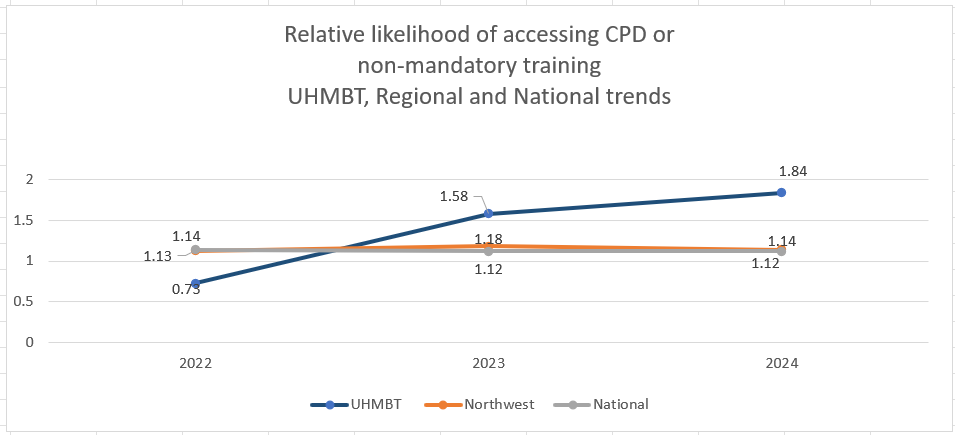 Relative likelihood of accessing CPD or
non-mandatory training
UHMBT, Regional and National trends
2
1.5
1
0.5
0
1.14
1.13
0.73
1.58
1.18
1.12
1.84
1.14
1.12
2022
2023
2024
UHMBT
Northwest
National